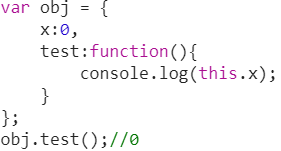 var obj = {
    x:0,
    test:function(){
        console.log(this.x);
    }
};
obj.test();//0